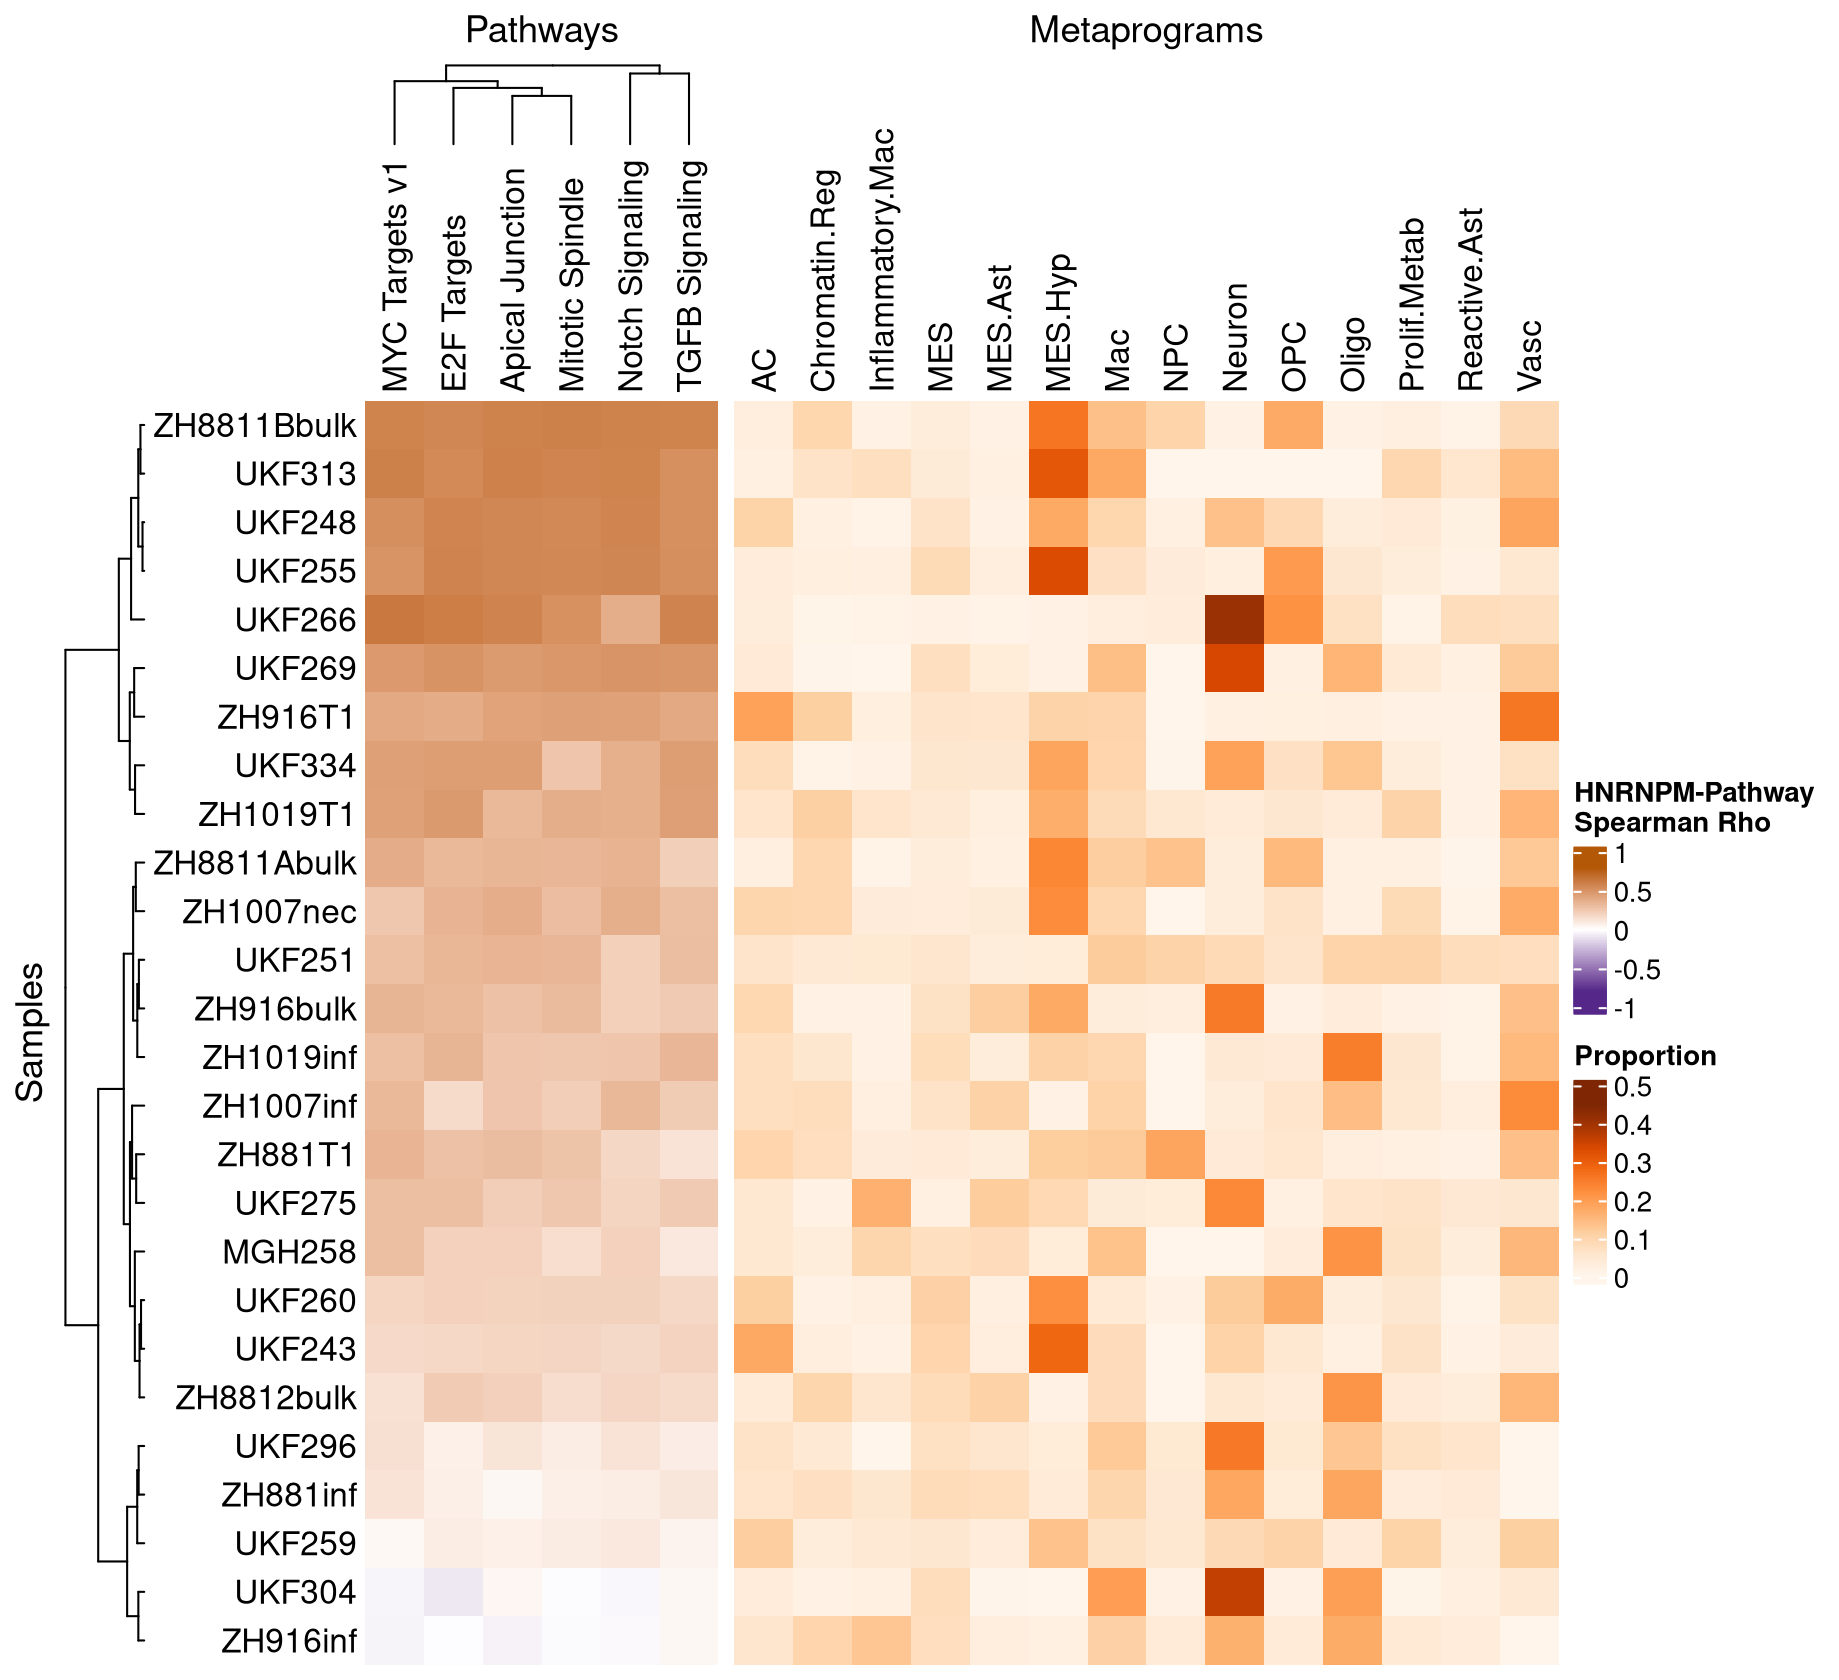 Pathways
Metaprograms
MYC Targets v1
E2F Targets
Apical Junction
Mitotic Spindle
Notch Signaling
TGFB Signaling
AC
Chromatin.Reg
Inflammatory.Mac
MES
MES.Ast
MES.Hyp
Mac
NPC
Neuron
OPC
Oligo
Prolif.Metab
Reactive.Ast
Vasc
Samples
ZH8811Bbulk
UKF313
UKF248
UKF255
UKF266
UKF269
ZH916T1
UKF334
ZH1019T1
ZH8811Abulk
ZH1007nec
UKF251
ZH916bulk
ZH1019inf
ZH1007inf
ZH881T1
UKF275
MGH258
UKF260
UKF243
ZH8812bulk
UKF296
ZH881inf
UKF259
UKF304
ZH916inf
HNRNPM-Pathway
Spearman Rho
1
0.5
0
-0.5
-1
Proportion
0.5
0.4
0.3
0.2
0.1
0